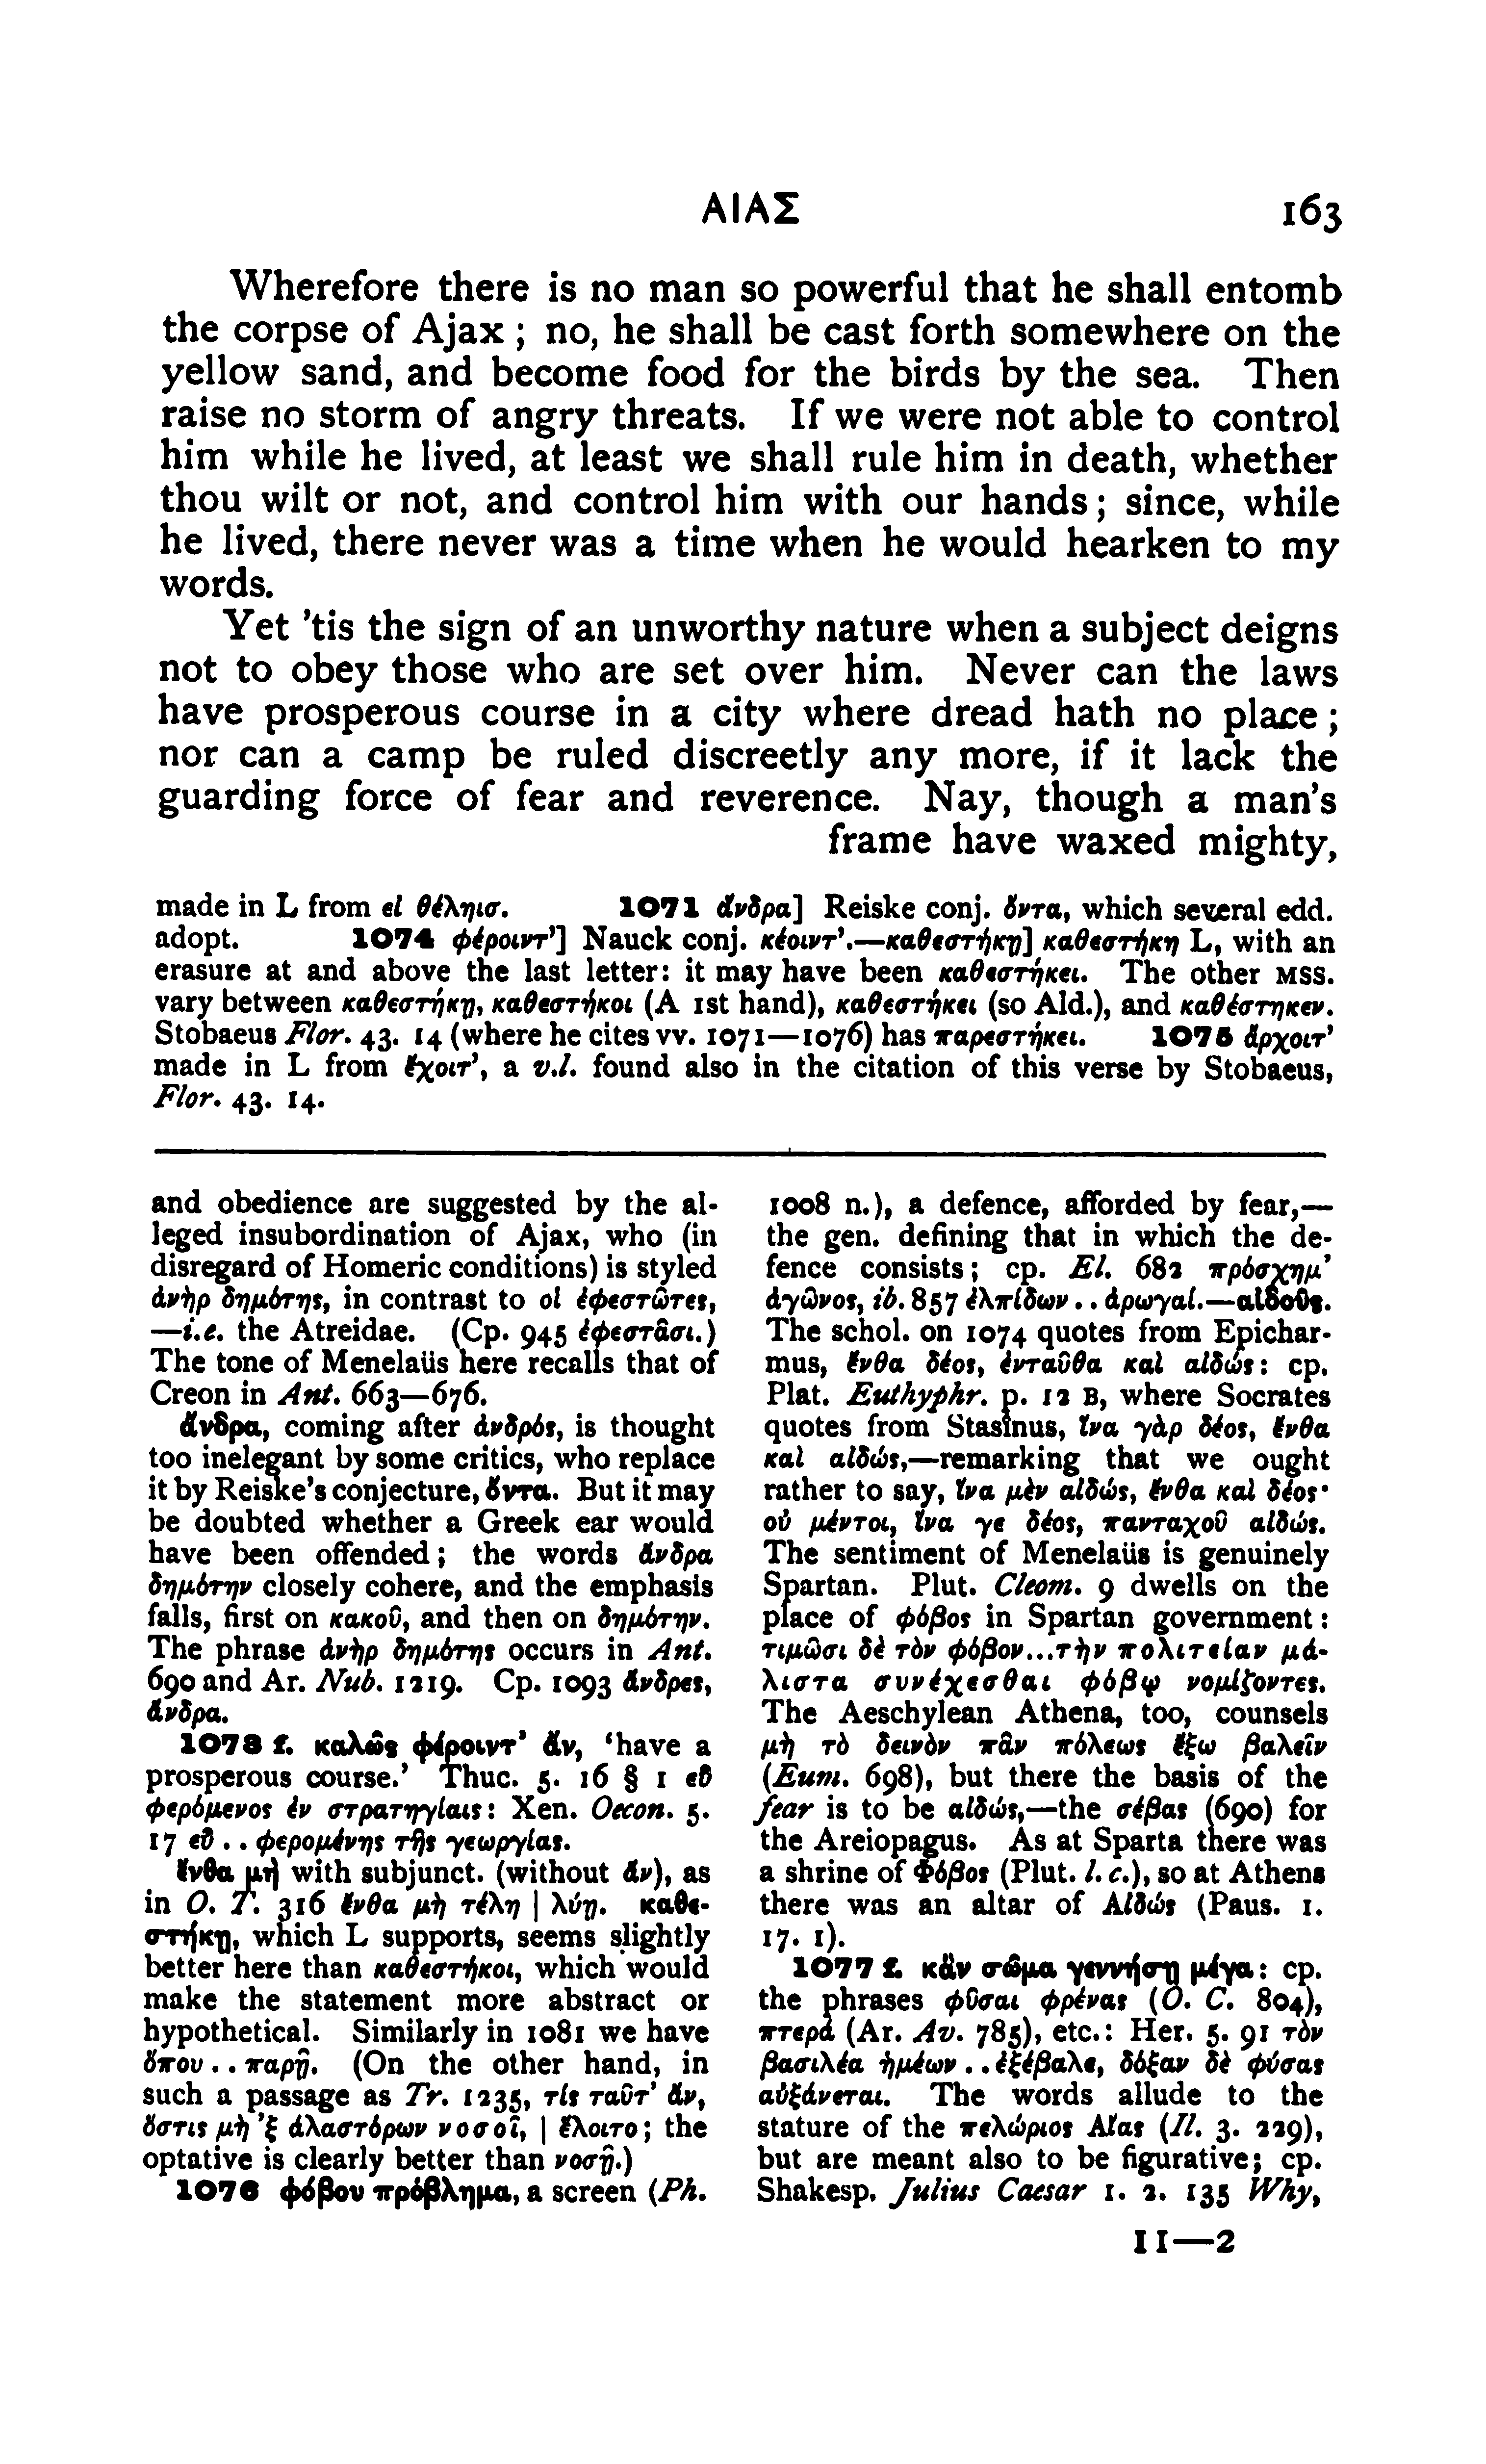 ΑΙΑΣ 163
Wherefore there is no man so powerful that he shall entomb
the corpse of Ajax ; no, he shall be cast forth somewhere on the
yellow sand, and become food for the birds by the sea. Then
raise no storm of angry threats. If we were not able to control
him while he lived, at least we shall rule him in death, whether
thou wilt or not, and control him with our hands ; since, while
he lived, there never was a time when he would hearken to my
words.
Yet 'tis the sign of an unworthy nature when a subject deigns
not to obey those who are set over him. Never can the laws
have prosperous course in a city where dread hath no place ;
nor can a camp be ruled discreetly any more, if it lack the
guarding force of fear and reverence. Nay, though a man's
frame have waxed mighty,
made in L from εἰ θέληισ. 1071 ἄνδρα] Reiske conj. ὄντα, which several edd.
adopt. 1074 φέροιντ'] Nauck conj. κέοιντ'.—καθεστήκῃ] καθεστήκη L, with an
erasure at and above the last letter: it may have been καθεστήκει. The other MSS.
vary between καθεστήκῃ, καθεστήκοι (A 1st hand), καθεστήκει (so Ald.), and καθέστηκεν.
Stobaeus Flor. 43. 14 (where he cites vv. 1071—1076) has παρεστήκει. 1075 ἄρχοιτ'
made in L from ἔχοιτ', a v.l. found also in the citation of this verse by Stobaeus,
Flor. 43. 14.
and obedience are suggested by the al-
leged insubordination of Ajax, who (in
disregard of Homeric conditions) is styled
ἀνὴρ δημότης, in contrast to οἱ ἐφεστῶτες,
—i.e. the Atreidae. (Cp. 945 ἐφεστᾶσι.)
The tone of Menelaüs here recalls that of
Creon in Ant. 663—676.
ἄνδρα, coming after ἀνδρός, is thought
too inelegant by some critics, who replace
it by Reiske's conjecture, ὄντα. But it may
be doubted whether a Greek ear would
have been offended ; the words ἄνδρα
δημότην closely cohere, and the emphasis
falls, first on κακοῦ, and then on δημότην.
The phrase ἀνὴρ δημότης occurs in Ant.
690 and Ar. Nub. 1219. Cp. 1093 ἄνδρες,
ἄνδρα.
1073 f. καλῶς φέροιντ' ἄν, 'have a
prosperous course.' Thuc. 5. 16 § 1 εὖ
φερόμενος ἐν στρατηγίαις: Xen. Oecon. 5.
17 εὖ .. φερομένης τῆς γεωργίας.
ἔνθα μὴ with subjunct. (without ἄν), as
in O. T. 316 ἔνθα μὴ τέλη | λύῃ. καθε-
στήκῃ, which L supports, seems slightly
better here than καθεστήκοι, which would
make the statement more abstract or
hypothetical. Similarly in 1081 we have
ὅπου .. παρῇ. (On the other hand, in
such a passage as Tr. 1235, τίς ταῦτ' ἄν,
ὅστις μὴ 'ξ ἀλαστόρων νοσοῖ, | ἕλοιτο ; the
optative is clearly better than νοσῇ.)
1076 φόβου πρόβλημα, a screen (Ph.
1008 n.), a defence, afforded by fear,—
the gen. defining that in which the de-
fence consists ; cp. El. 682 πρόσχημ'
ἀγῶνος, ib. 857 ἐλπίδων .. ἀρωγαί.—αἰδοῦς.
The schol. on 1074 quotes from Epichar-
mus, ἔνθα δέος, ἐνταῦθα καὶ αἰδώς: cp.
Plat. Euthyphr. p. 12 B, where Socrates
quotes from Stasinus, ἵνα γὰρ δέος, ἔνθα
καὶ αἰδώς,—remarking that we ought
rather to say, ἵνα μὲν αἰδώς, ἔνθα καὶ δέος·
οὐ μέντοι, ἵνα γε δέος, πανταχοῦ αἰδώς.
The sentiment of Menelaüs is genuinely
Spartan. Plut. Cleom. 9 dwells on the
place of φόβος in Spartan government :
τιμῶσι δὲ τὸν φόβον...τὴν πολιτείαν μά-
λιστα συνέχεσθαι φόβῳ νομίζοντες.
The Aeschylean Athena, too, counsels
μὴ τὸ δεινὸν πᾶν πόλεως ἔξω βαλεῖν
(Eum. 698), but there the basis of the
fear is to be αἰδώς,—the σέβας (690) for
the Areiopagus. As at Sparta there was
a shrine of Φόβος (Plut. l. c.), so at Athens
there was an altar of Αἰδώς (Paus. 1.
17. 1).
1077 f. κἂν σῶμα γεννήσῃ μέγα: cp.
the phrases φῦσαι φρένας (O. C. 804),
πτερά (Ar. Av. 785), etc.: Her. 5. 91 τὸν
βασιλέα ἡμέων .. ἐξέβαλε, δόξαν δὲ φύσας
αὐξάνεται. The words allude to the
stature of the πελώριος Αἴας (Il. 3. 229),
but are meant also to be figurative; cp.
Shakesp. Julius Caesar 1. 2. 135 Why,
11—2